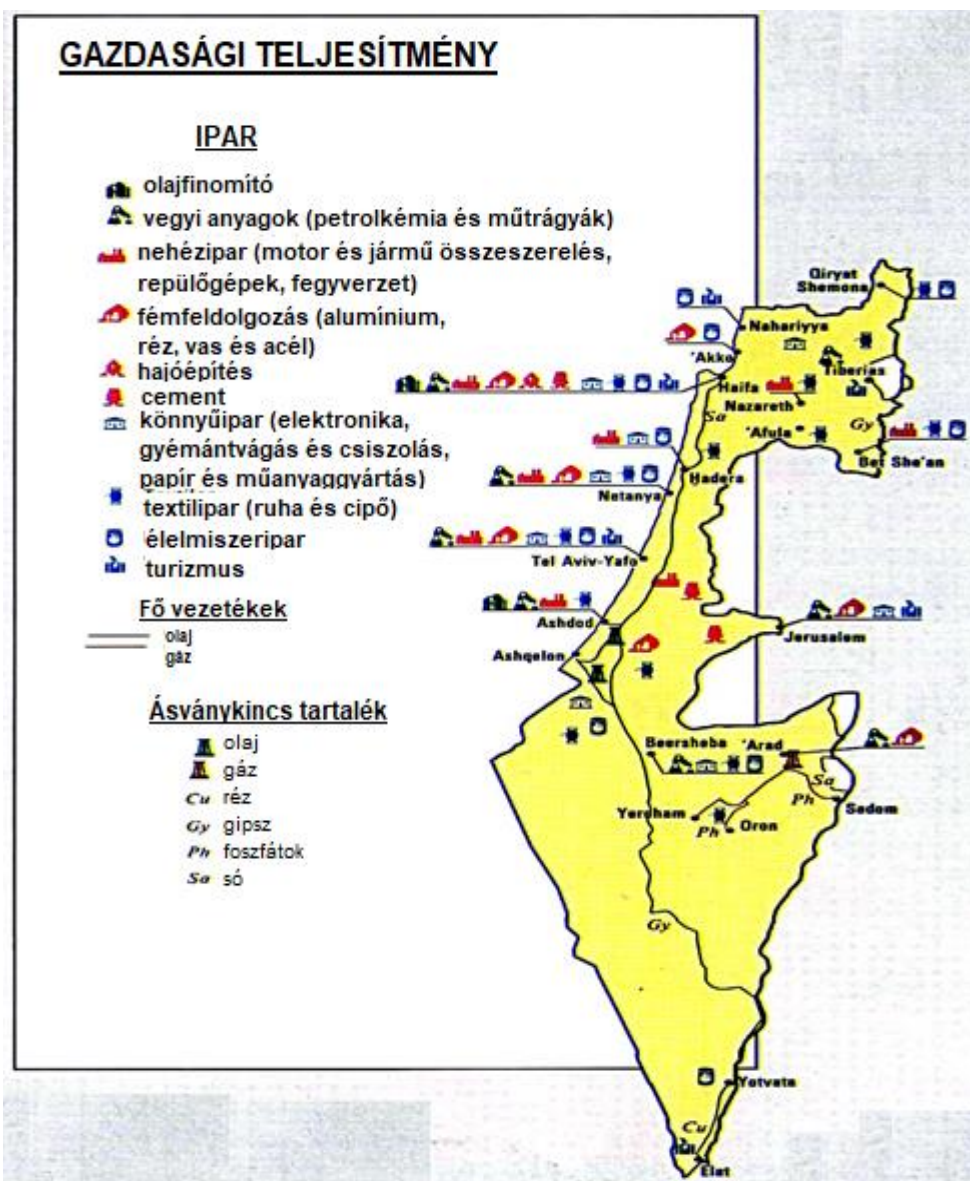 GAZDASÁGI TELJESÍTMÉNY
IPAR
olajfinomító
vegyi anyagok (petrolkémia és műtrágyák)
nehézipar (motor és jármű összeszerelés,
repülőgépek, fegyverzet)
fémfeldolgozás (alumínium,
réz, vas és acél)
hajóépítés
cement
könnyűipar (elektronika,
gyémántvágás és csiszolás,
papír és műanyaggyártás)
textilipar (ruha és cipő)
élelmiszeripar
turizmus
Fő vezetékek
olaj
gáz
Ásványkincs tartalék
olaj
gáz
Cu réz
Gy gipsz
Ph foszfátok
Sa só
Qiryat
Shemona
Nahariyya
'Akko
Tiberias
Haifa
Nazareth
Sa
'Afula
Gy
Bet She'an
Hadera
Netanya
Tel Aviv-Yafo
Ashdod
Jerusalem
Ashqelon
Beersheba
'Arad
Sa
Ph
Sedom
Yeroham
Ph
Oron
Gy
Yotvata
Cu
Elat